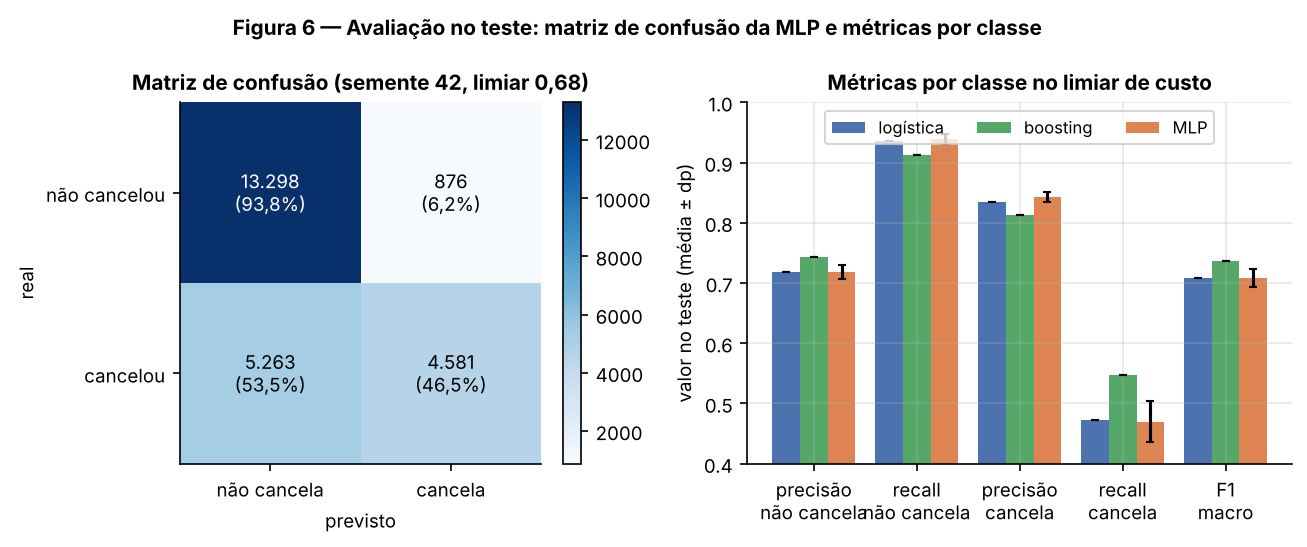 Figura 6 — Avaliação no teste: matriz de confusão da MLP e métricas por classe
Matriz de confusão (semente 42, limiar 0,68)
real
não cancelou
cancelou
13.298
(93,8%)
876
(6,2%)
5.263
(53,5%)
4.581
(46,5%)
não cancela
cancela
previsto
12000
10000
8000
6000
4000
2000
Métricas por classe no limiar de custo
logística
boosting
MLP
valor no teste (média ± dp)
1.0
0.9
0.8
0.7
0.6
0.5
0.4
precisão
não cancela
recall
não cancela
precisão
cancela
recall
cancela
F1
macro